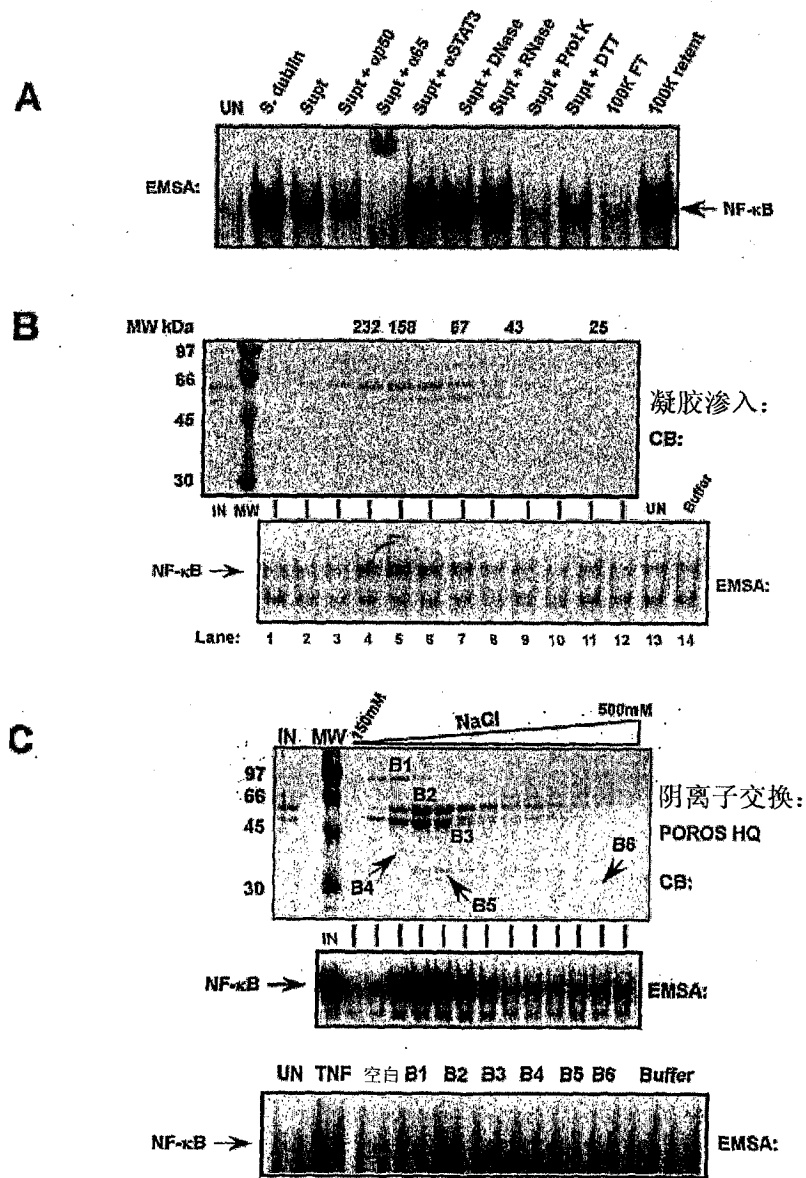 A
UN
S. dublin
Supt
Supt + αp50
Supt + α65
Supt + αSTAT3
Supt + DNase
Supt + RNase
Supt + Prot K
Supt + DTT
100K FT
100K retent
EMSA:
NF-κB
B
MW kDa 232 158 67 43 25
97
66
45
30
凝胶渗入:
CB:
IN MW UN Buffer
NF-κB
EMSA:
Lane: 1 2 3 4 5 6 7 8 9 10 11 12 13 14
C
IN MW 150mM NaCl 500mM
97
66
45
30
B1
B2
B3
B4
B5
B6
阴离子交换:
POROS HQ
CB:
IN
NF-κB
EMSA:
UN TNF 空白 B1 B2 B3 B4 B5 B6 Buffer
NF-κB
EMSA: